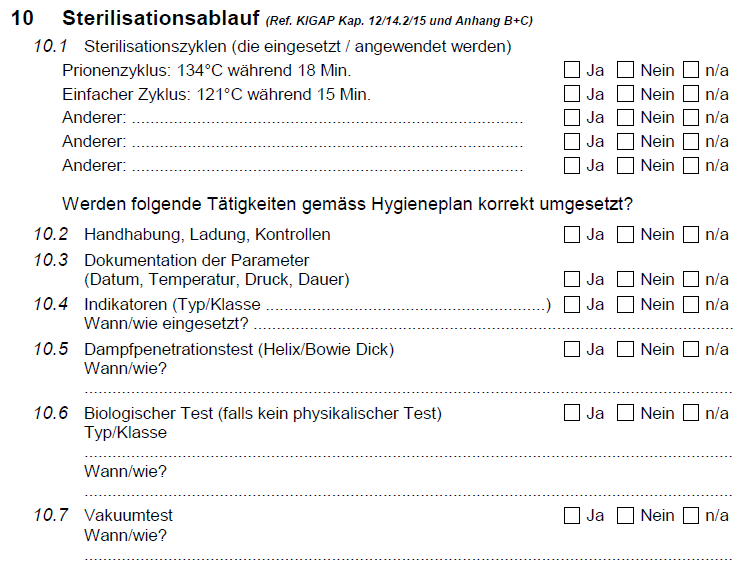 10 Sterilisationsablauf (Ref. KIGAP Kap. 12/14.2/15 und Anhang B+C)
10.1 Sterilisationszyklen (die eingesetzt / angewendet werden)
Prionenzyklus: 134°C während 18 Min. ☐ Ja ☐ Nein ☐ n/a
Einfacher Zyklus: 121°C während 15 Min. ☐ Ja ☐ Nein ☐ n/a
Anderer: .................................................................................... ☐ Ja ☐ Nein ☐ n/a
Anderer: .................................................................................... ☐ Ja ☐ Nein ☐ n/a
Anderer: .................................................................................... ☐ Ja ☐ Nein ☐ n/a
Werden folgende Tätigkeiten gemäss Hygieneplan korrekt umgesetzt?
10.2 Handhabung, Ladung, Kontrollen ☐ Ja ☐ Nein ☐ n/a
10.3 Dokumentation der Parameter
(Datum, Temperatur, Druck, Dauer) ☐ Ja ☐ Nein ☐ n/a
10.4 Indikatoren (Typ/Klasse ............................................................) ☐ Ja ☐ Nein ☐ n/a
Wann/wie eingesetzt? ........................................................................................................
10.5 Dampfpenetrationstest (Helix/Bowie Dick) ☐ Ja ☐ Nein ☐ n/a
Wann/wie?
............................................................................................................................................
10.6 Biologischer Test (falls kein physikalischer Test) ☐ Ja ☐ Nein ☐ n/a
Typ/Klasse
............................................................................................................................................
Wann/wie?
............................................................................................................................................
10.7 Vakuumtest ☐ Ja ☐ Nein ☐ n/a
Wann/wie?
............................................................................................................................................